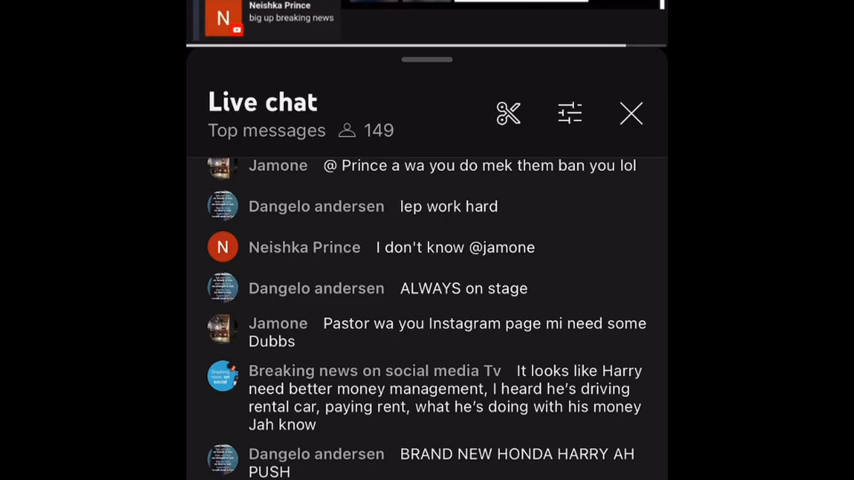 Neishka Prince
N
big up breaking news
Live chat
Top messages 149
Jamone @ Prince a wa you do mek them ban you lol
Dangelo andersen lep work hard
N Neishka Prince I don't know @jamone
Dangelo andersen ALWAYS on stage
Jamone Pastor wa you Instagram page mi need some
Dubbs
Breaking news on social media Tv It looks like Harry
need better money management, I heard he's driving
rental car, paying rent, what he's doing with his money
Jah know
Dangelo andersen BRAND NEW HONDA HARRY AH
PUSH